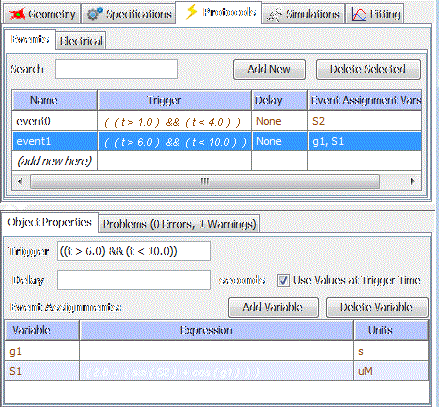 Geometry Specifications Protocols Simulations Fitting
Events Electrical
Search Add New Delete Selected
Name Trigger Delay Event Assignment Vars
event0 ( ( t > 1.0 ) && ( t < 4.0 ) ) None S2
event1 ( ( t > 6.0 ) && ( t < 10.0 ) ) None g1, S1
(add new here)
Object Properties Problems (0 Errors, 1 Warnings)
Trigger ((t > 6.0) && (t < 10.0))
Delay seconds Use Values at Trigger Time
Event Assignments: Add Variable Delete Variable
Variable Expression Units
g1 s
S1 uM